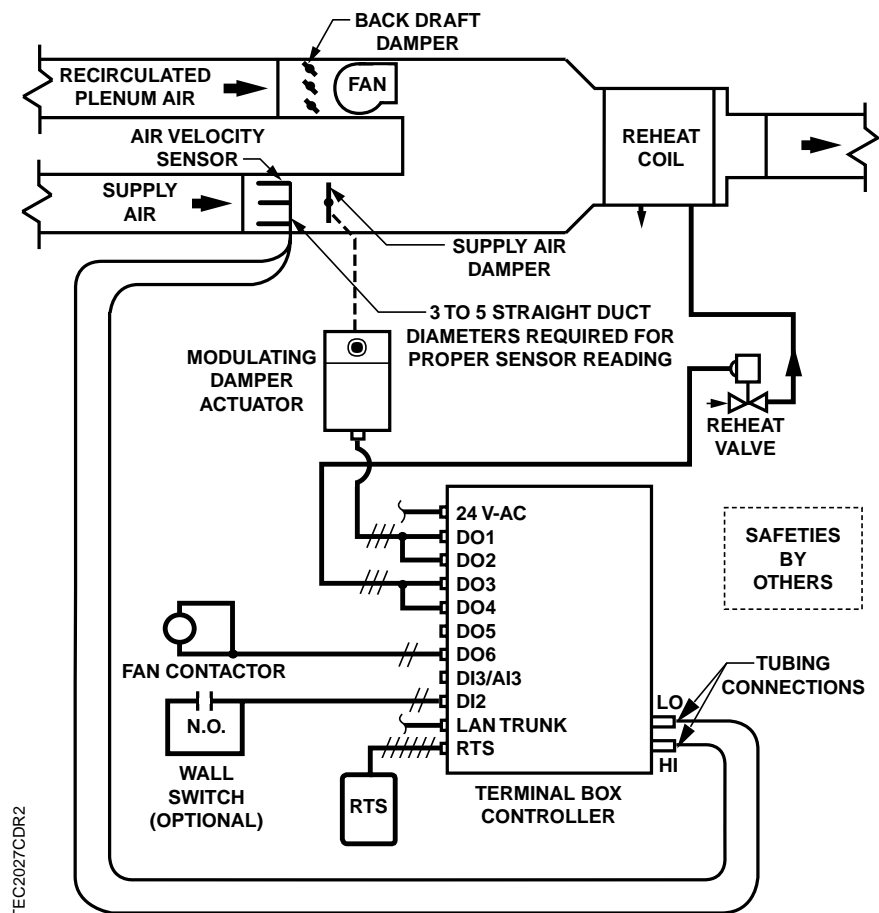 BACK DRAFT
DAMPER
RECIRCULATED
PLENUM AIR
FAN
AIR VELOCITY
SENSOR
REHEAT
COIL
SUPPLY
AIR
SUPPLY AIR
DAMPER
3 TO 5 STRAIGHT DUCT
DIAMETERS REQUIRED FOR
PROPER SENSOR READING
MODULATING
DAMPER
ACTUATOR
REHEAT
VALVE
24 V-AC
DO1
DO2
DO3
DO4
DO5
DO6
DI3/AI3
DI2
LAN TRUNK
RTS
SAFETIES
BY
OTHERS
FAN CONTACTOR
TUBING
CONNECTIONS
LO
HI
N.O.
WALL
SWITCH
(OPTIONAL)
RTS
TERMINAL BOX
CONTROLLER
TEC2027CDR2